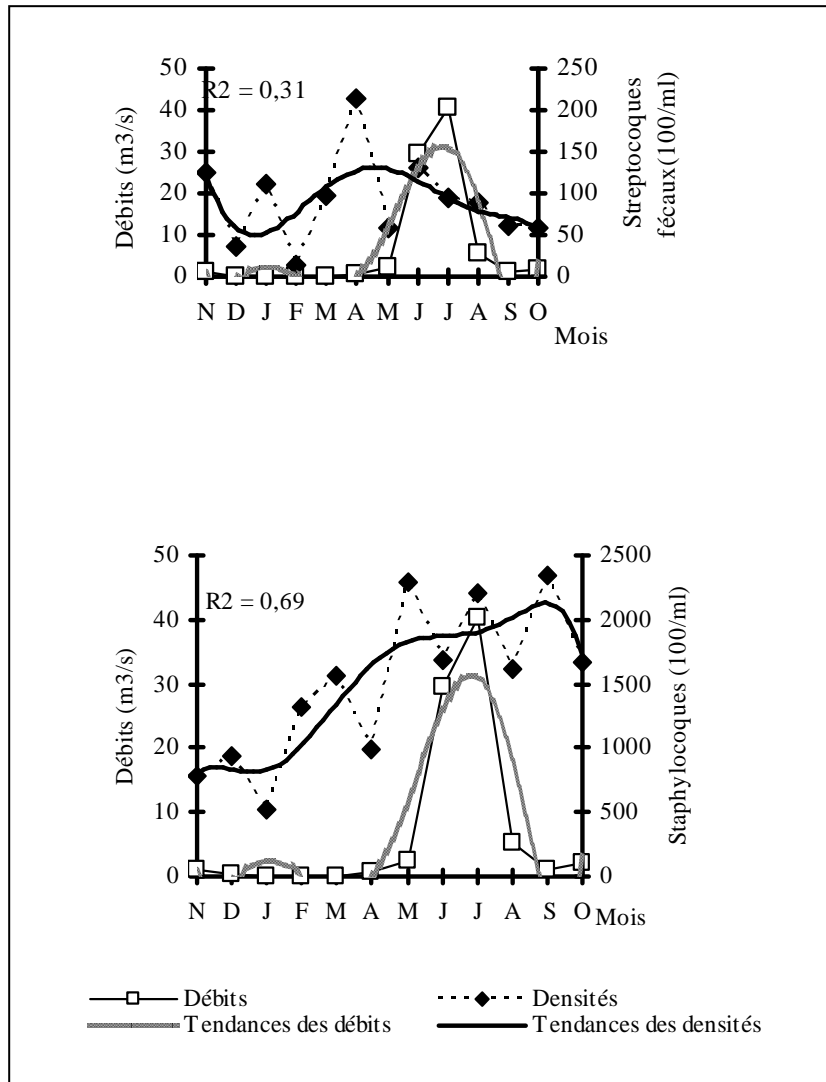 50
40
30
20
10
0
Débits (m3/s)
R2 = 0,31
250
200
150
100
50
0
Streptocoques
fécaux(100/ml)
N D J F M A M J J A S O
Mois
50
40
30
20
10
0
Débits (m3/s)
R2 = 0,69
2500
2000
1500
1000
500
0
Staphylocoques (100/ml)
N D J F M A M J J A S O
Mois
Débits Densités
Tendances des débits Tendances des densités